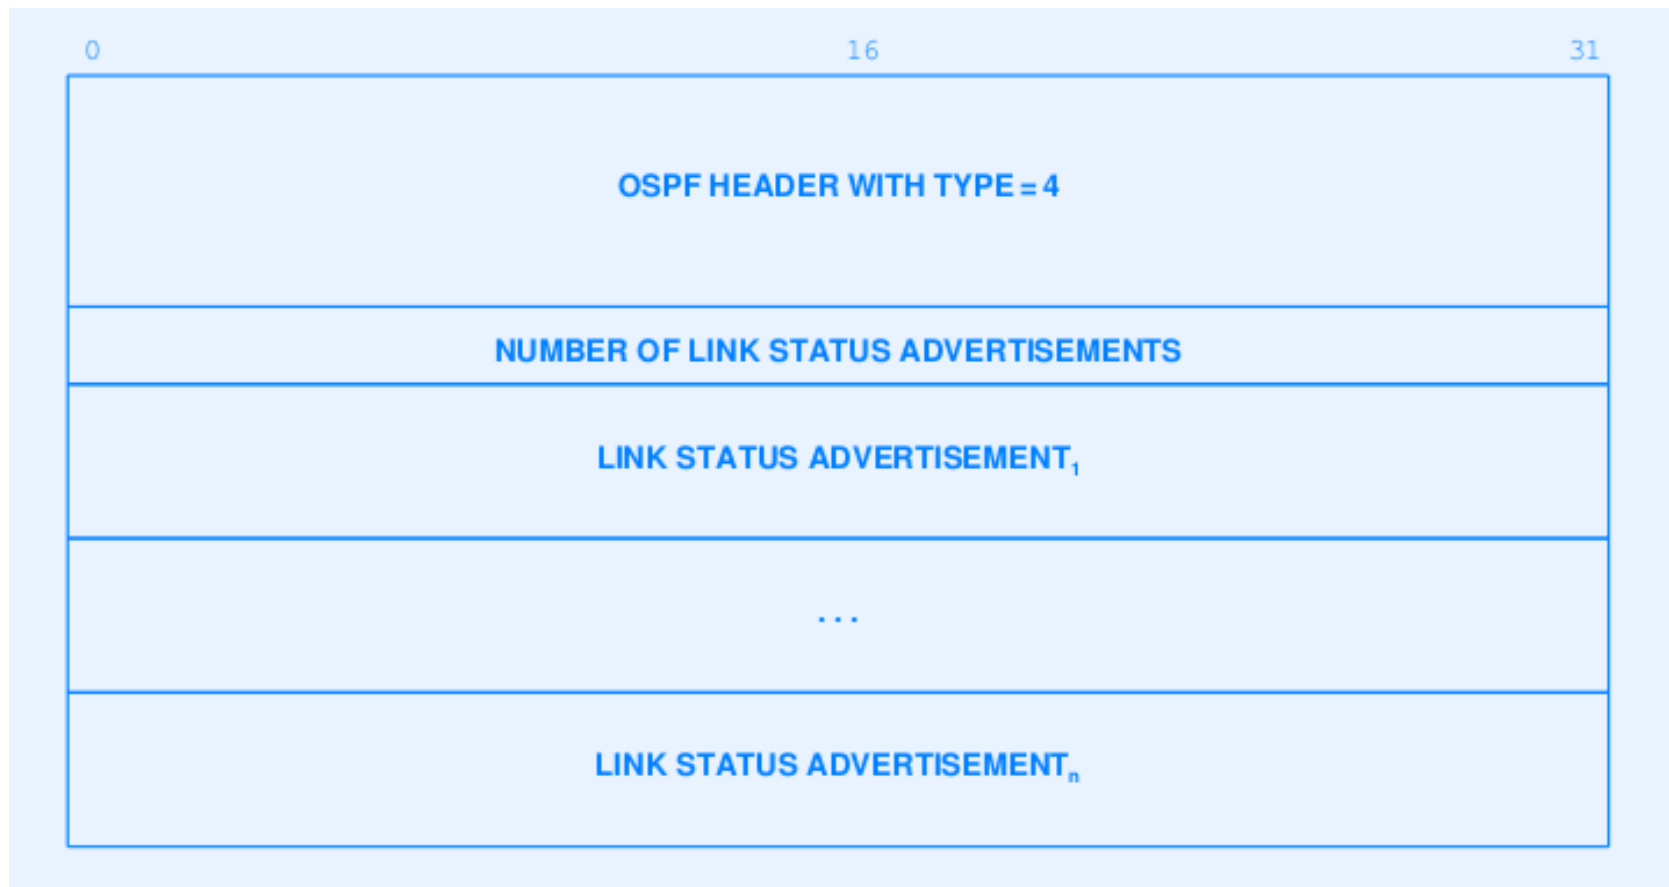 0 16 31
OSPF HEADER WITH TYPE = 4
NUMBER OF LINK STATUS ADVERTISEMENTS
LINK STATUS ADVERTISEMENT₁
. . .
LINK STATUS ADVERTISEMENTₙ